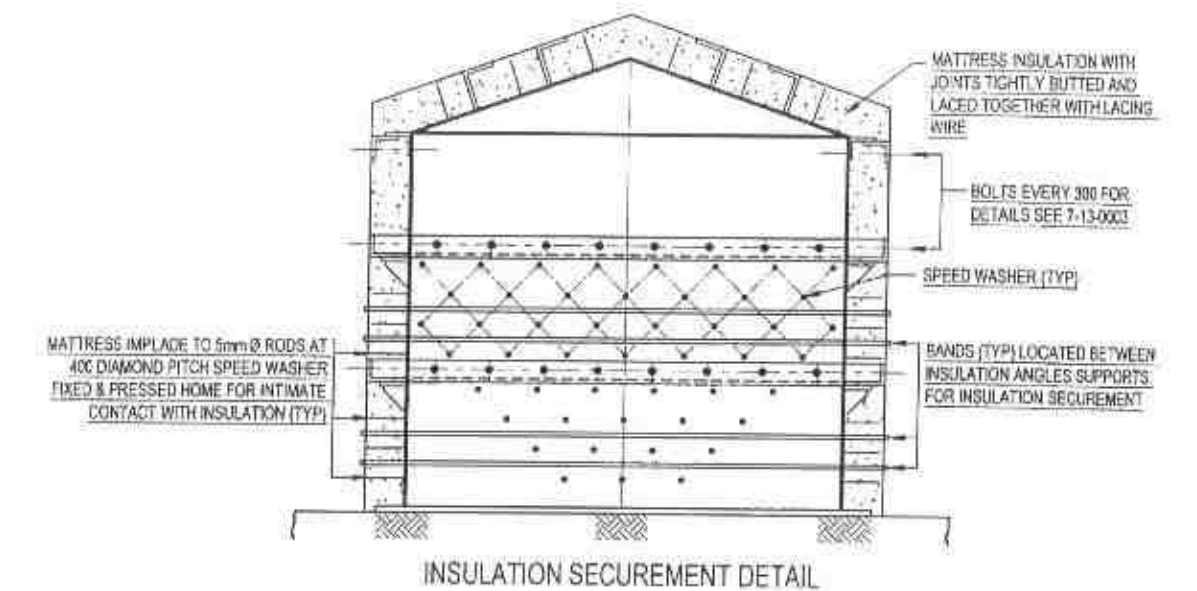 MATTRESS INSULATION WITH
JOINTS TIGHTLY BUTTED AND
LACED TOGETHER WITH LACING
WIRE
BOLTS EVERY 300 FOR
DETAILS SEE 7-13-0003
SPEED WASHER (TYP)
MATTRESS IMPLADE TO 5mm Ø RODS AT
400 DIAMOND PITCH SPEED WASHER
FIXED & PRESSED HOME FOR INTIMATE
CONTACT WITH INSULATION (TYP)
BANDS (TYP) LOCATED BETWEEN
INSULATION ANGLES SUPPORTS
FOR INSULATION SECUREMENT
INSULATION SECUREMENT DETAIL